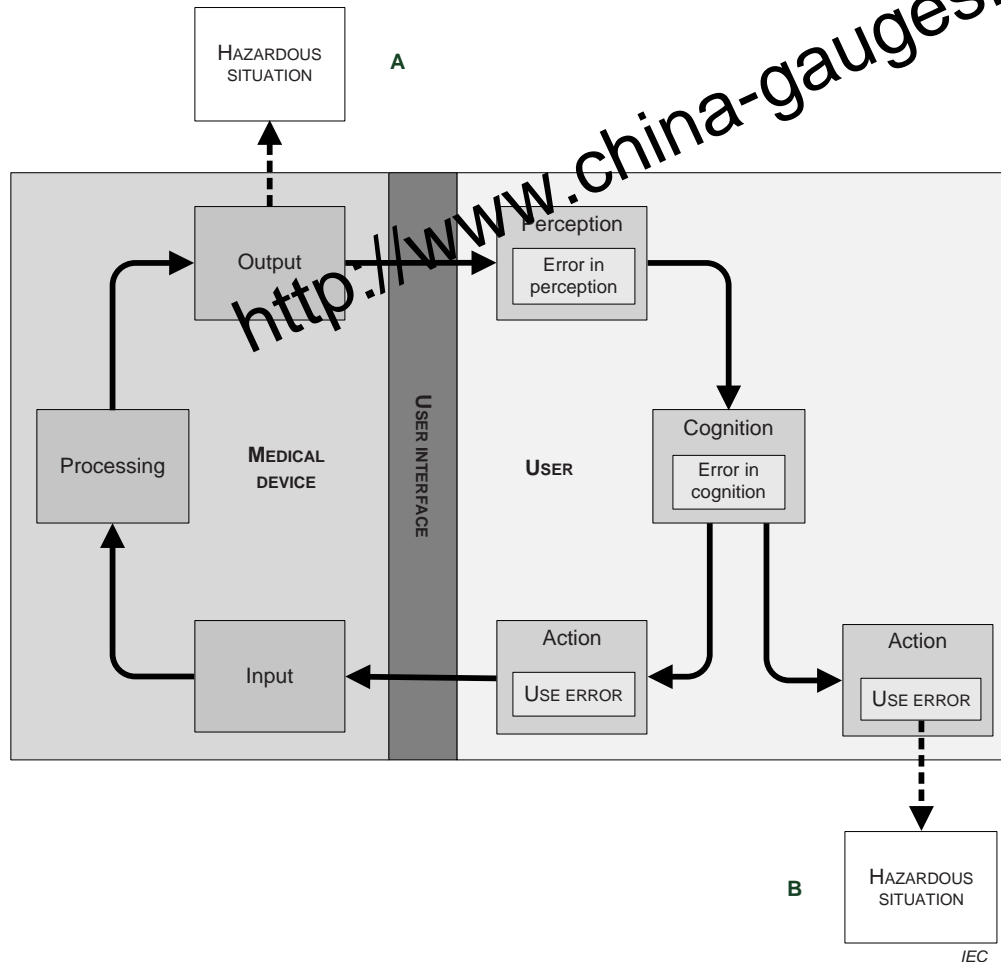 HAZARDOUS
SITUATION
A
http://www.china-gauges.
Output
Perception
Error in
perception
Processing
MEDICAL
DEVICE
USER INTERFACE
USER
Cognition
Error in
cognition
Input
Action
USE ERROR
Action
USE ERROR
B
HAZARDOUS
SITUATION
IEC